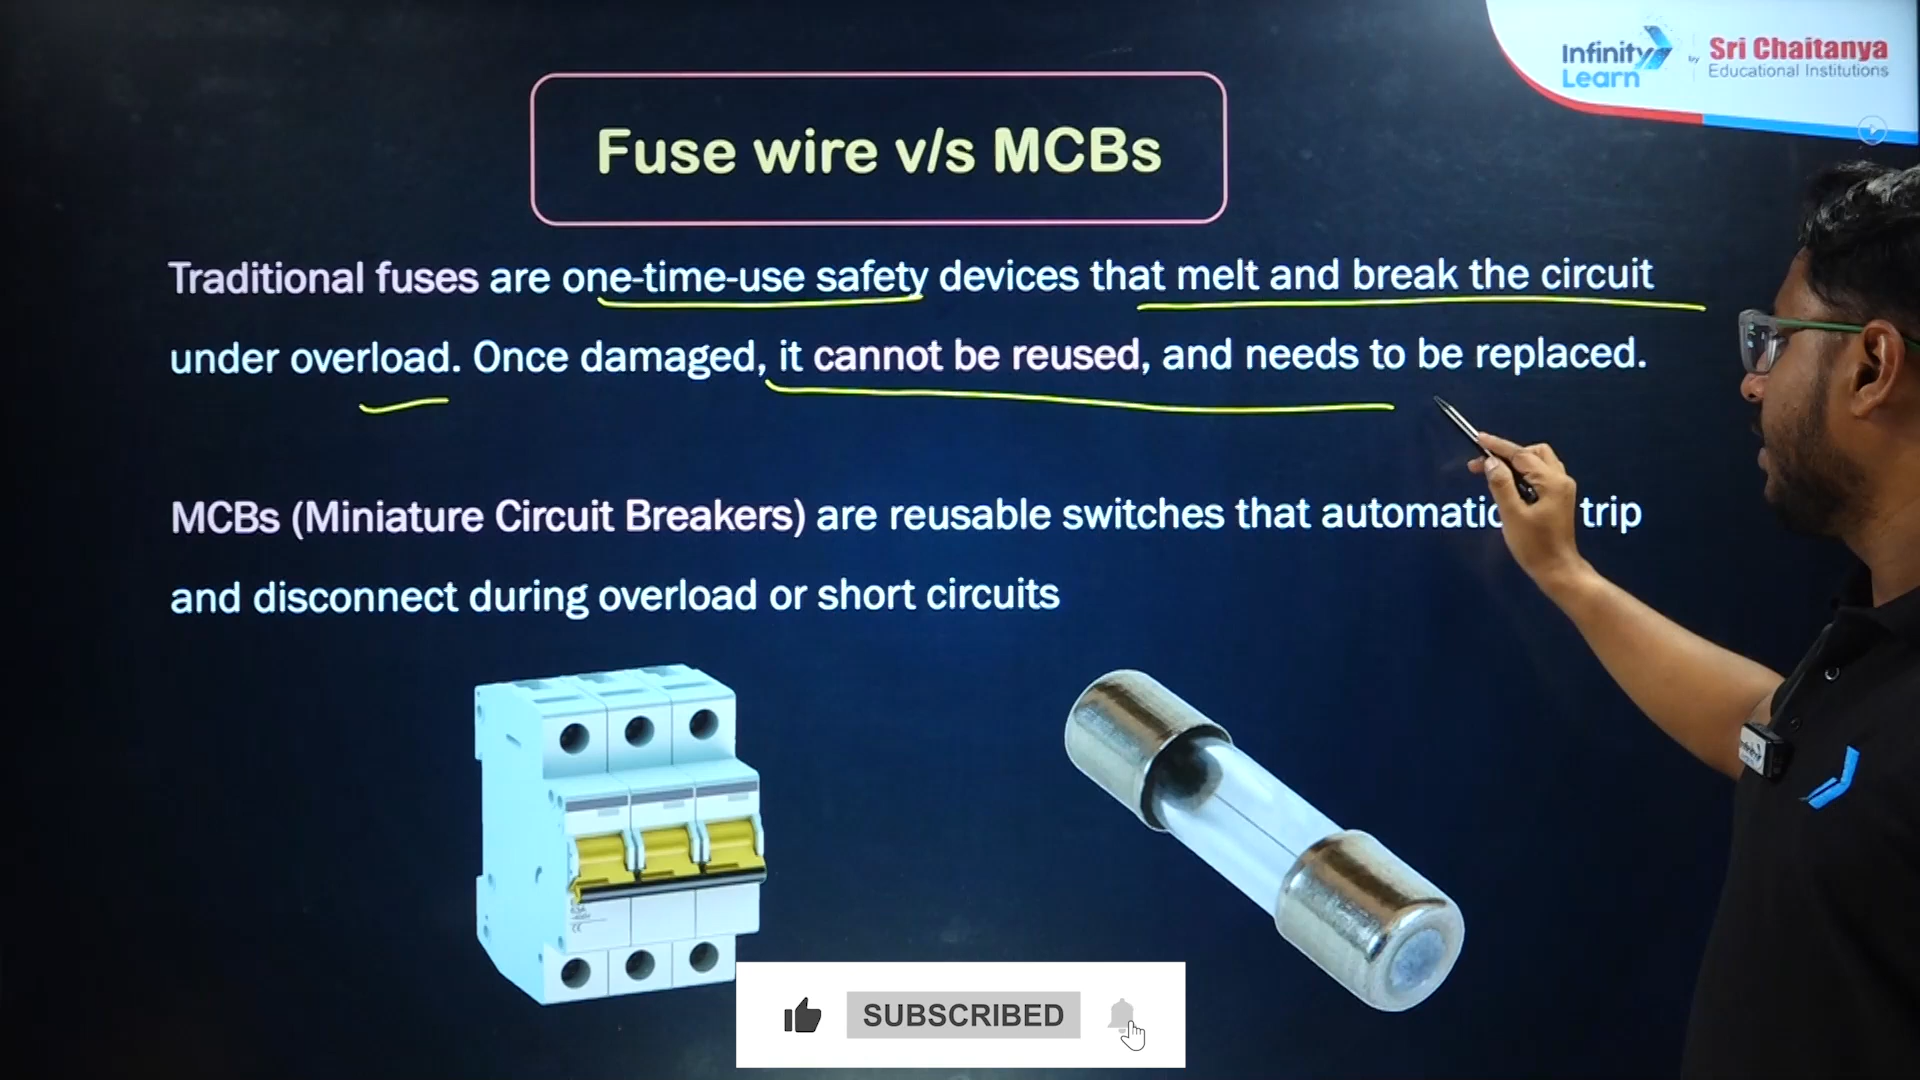 Infinity Learn
by
Sri Chaitanya
Educational Institutions
Fuse wire v/s MCBs
Traditional fuses are one-time-use safety devices that melt and break the circuit
under overload. Once damaged, it cannot be reused, and needs to be replaced.
MCBs (Miniature Circuit Breakers) are reusable switches that trip
and disconnect during overload or short circuits
SUBSCRIBED